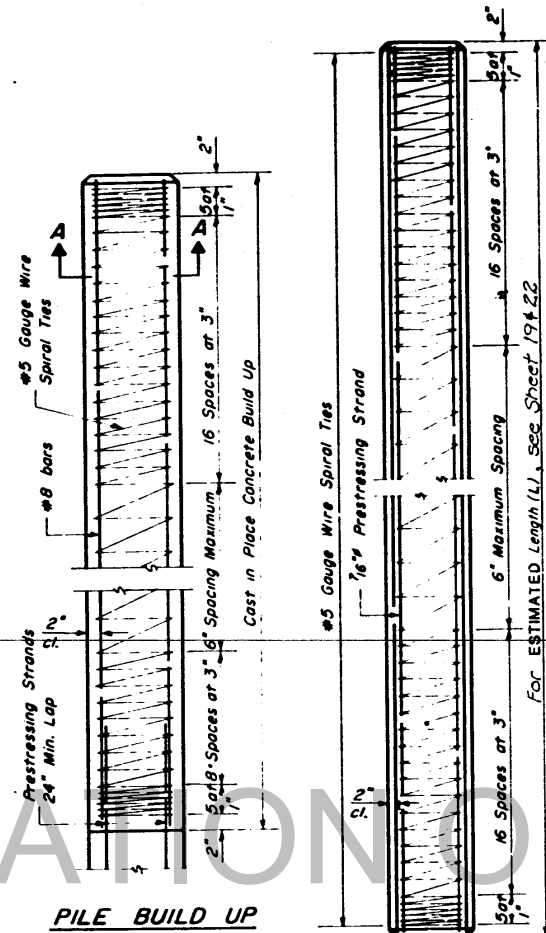 2"
5 at
1"
A
A
#5 Gauge Wire
Spiral Ties
#8 bars
16 Spaces at 3"
6" Spacing Maximum
Cast in Place Concrete Build Up
2"
cl.
Prestressing Strands
24" Min. Lap
8' Spaces at 3"
5 at
1"
2"
PILE BUILD UP
2"
5 at
1"
16 Spaces at 3"
#5 Gauge Wire Spiral Ties
7/16"ø Prestressing Strand
6" Maximum Spacing
For ESTIMATED Length (L), see Sheet 19 & 22
2"
cl.
16 Spaces at 3"
5 at
1"
ATION O